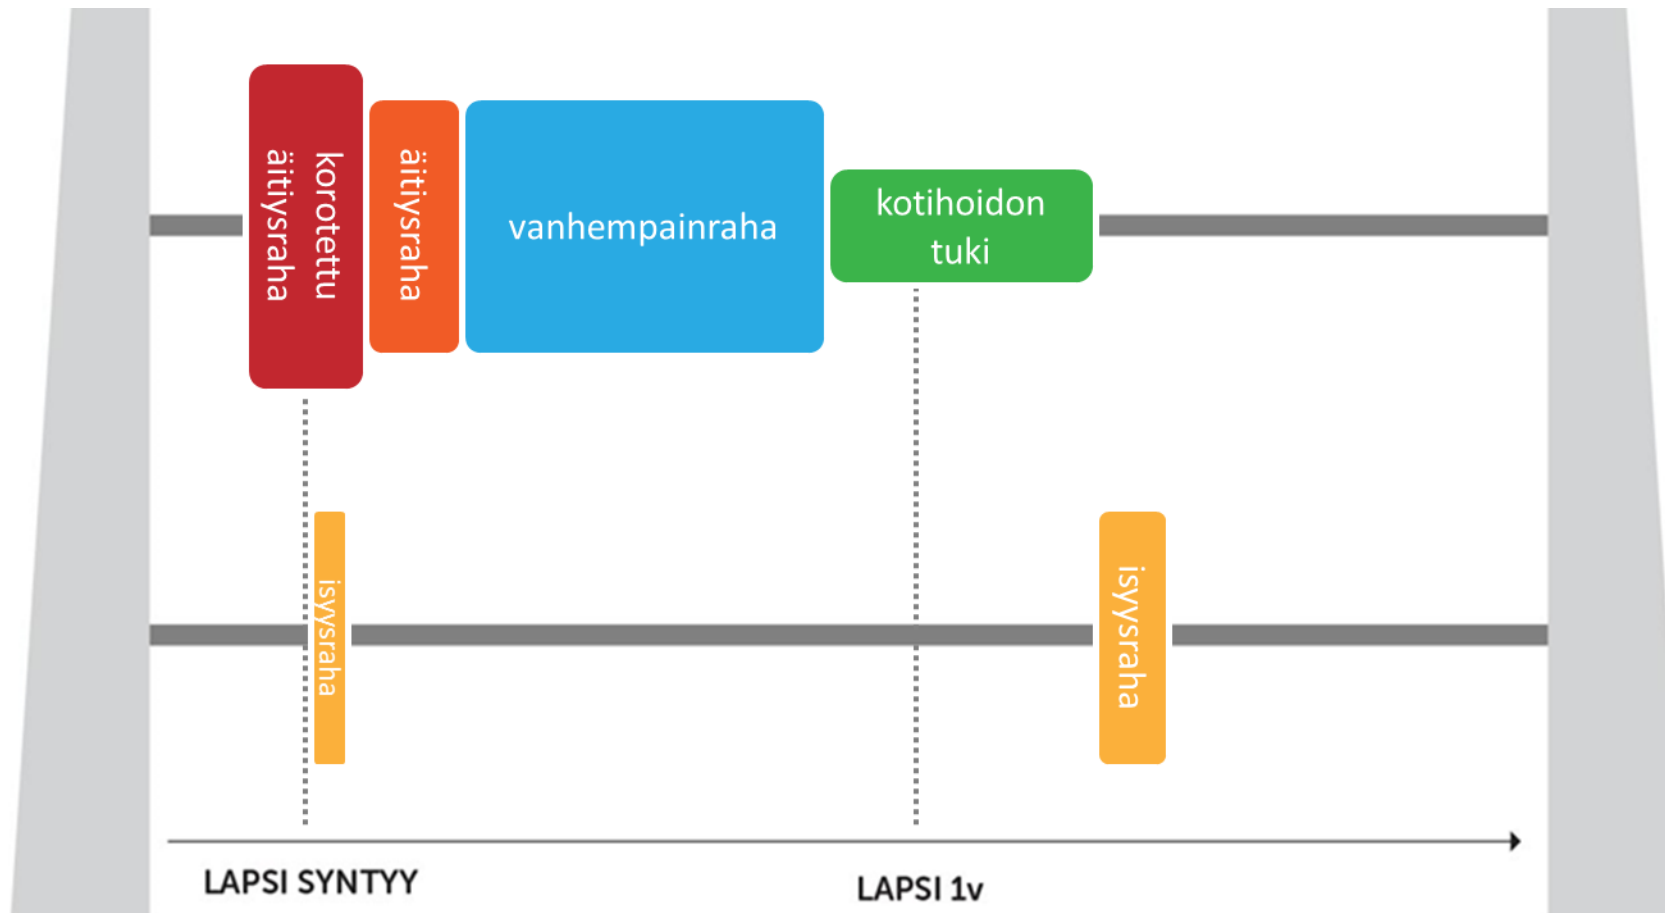 korotettu
äitiysraha
äitiysraha
vanhempainraha
kotihoidon
tuki
isyysraha
isyysraha
LAPSI SYNTYY
LAPSI 1v